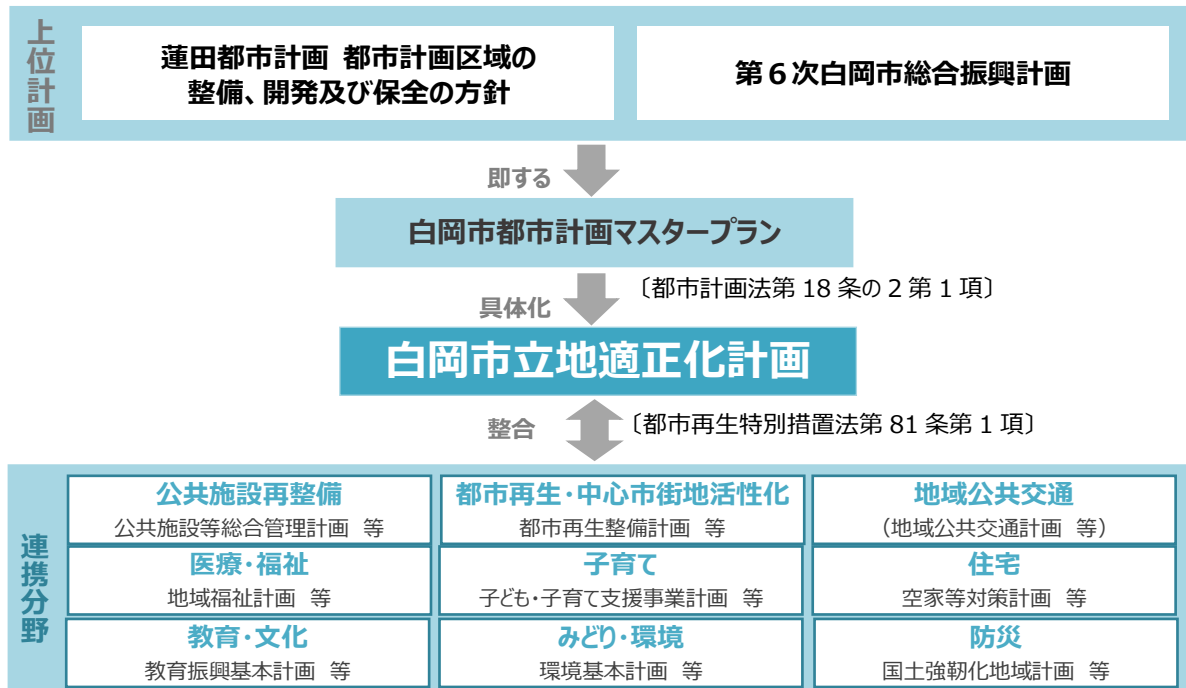 上位計画
蓮田都市計画 都市計画区域の
整備、開発及び保全の方針
第６次白岡市総合振興計画
即する
白岡市都市計画マスタープラン
具体化
〔都市計画法第 18 条の 2 第 1 項〕
白岡市立地適正化計画
整合
〔都市再生特別措置法第 81 条第 1 項〕
連携分野
公共施設再整備
公共施設等総合管理計画 等
都市再生・中心市街地活性化
都市再生整備計画 等
地域公共交通
(地域公共交通計画 等)
医療・福祉
地域福祉計画 等
子育て
子ども・子育て支援事業計画 等
住宅
空家等対策計画 等
教育・文化
教育振興基本計画 等
みどり・環境
環境基本計画 等
防災
国土強靭化地域計画 等